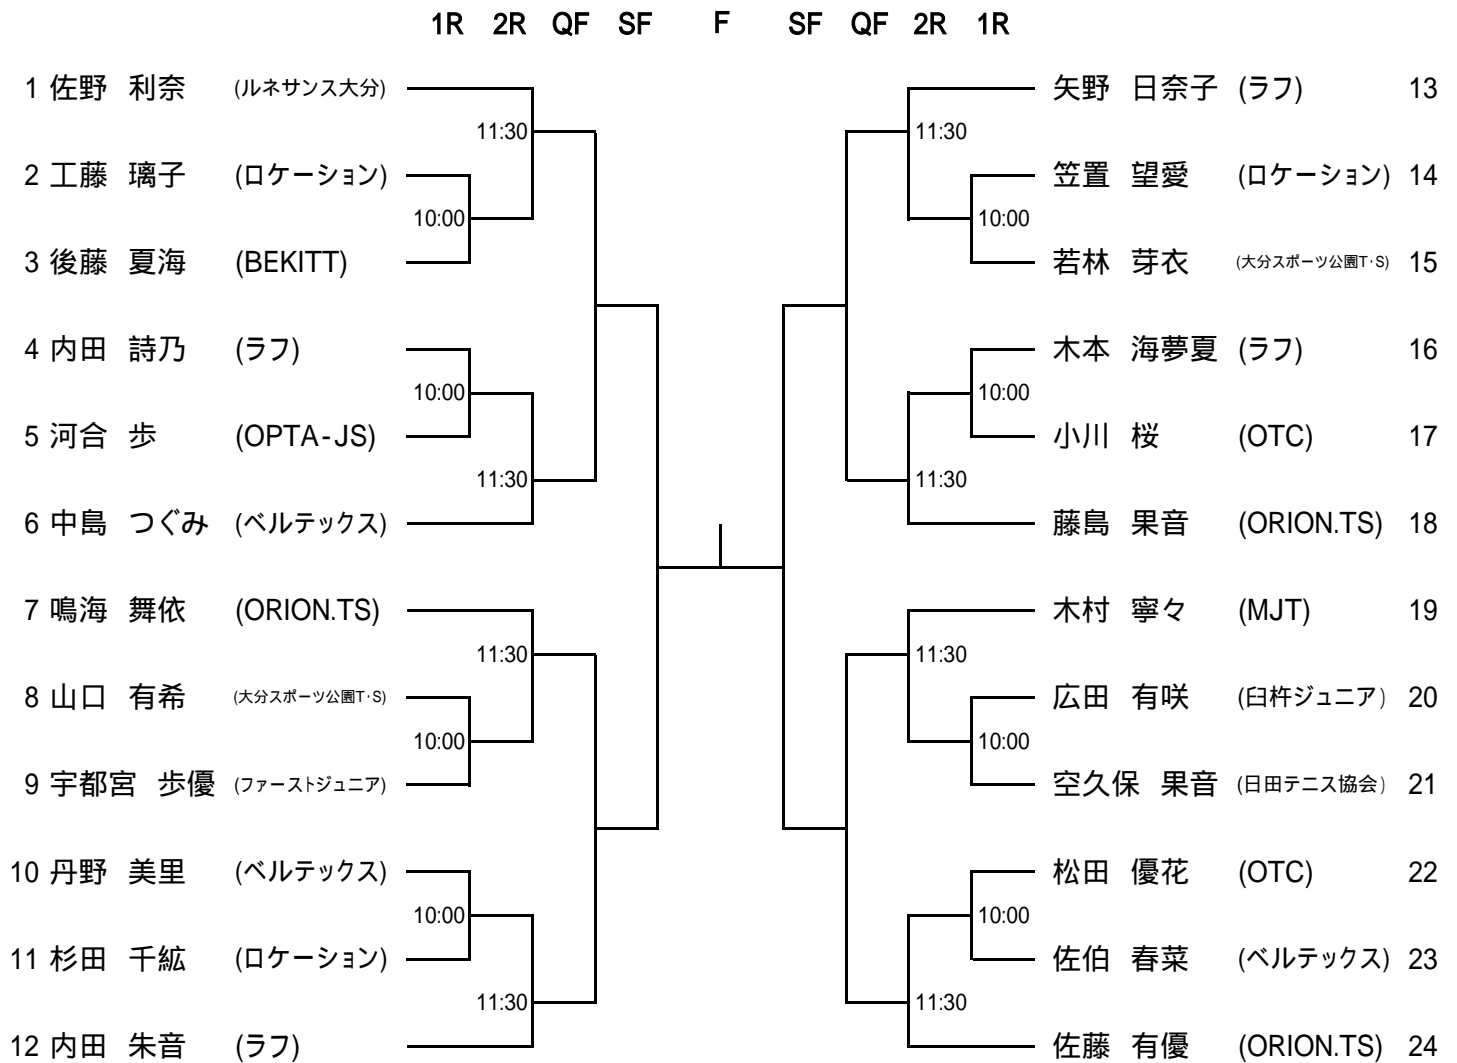 1R 2R QF SF F SF QF 2R 1R
1 佐野 利奈 (ルネサンス大分) 矢野 日奈子 (ラフ) 13
11:30 11:30
2 工藤 璃子 (ロケーション) 笠置 望愛 (ロケーション) 14
10:00 10:00
3 後藤 夏海 (BEKITT) 若林 芽衣 (大分スポーツ公園T·S) 15
4 内田 詩乃 (ラフ) 木本 海夢夏 (ラフ) 16
10:00 10:00
5 河合 歩 (OPTA-JS) 小川 桜 (OTC) 17
11:30 11:30
6 中島 つぐみ (ベルテックス) 藤島 果音 (ORION.TS) 18
7 鳴海 舞依 (ORION.TS) 木村 寧々 (MJT) 19
11:30 11:30
8 山口 有希 (大分スポーツ公園T·S) 広田 有咲 (臼杵ジュニア) 20
10:00 10:00
9 宇都宮 歩優 (ファーストジュニア) 空久保 果音 (日田テニス協会) 21
10 丹野 美里 (ベルテックス) 松田 優花 (OTC) 22
10:00 10:00
11 杉田 千紘 (ロケーション) 佐伯 春菜 (ベルテックス) 23
11:30 11:30
12 内田 朱音 (ラフ) 佐藤 有優 (ORION.TS) 24